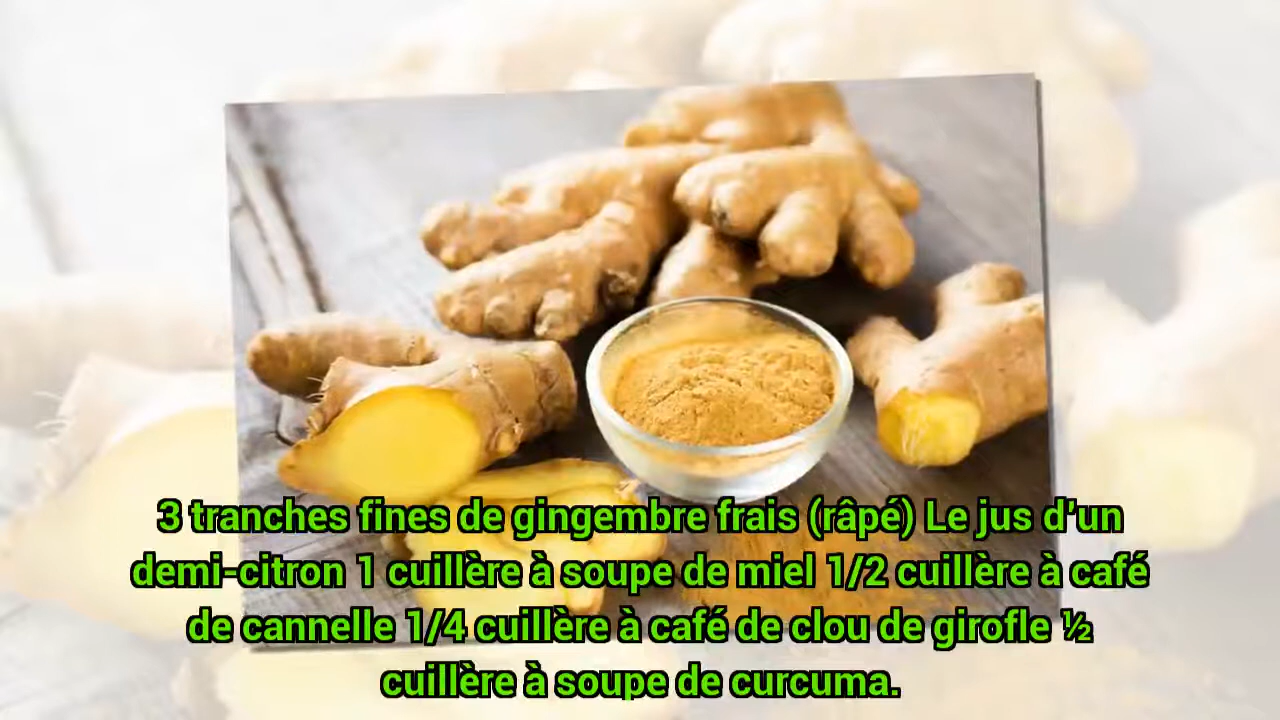 3 tranches fines de gingembre frais (râpé) Le jus d'un
demi-citron 1 cuillère à soupe de miel 1/2 cuillère à café
de cannelle 1/4 cuillère à café de clou de girofle ½
cuillère à soupe de curcuma.